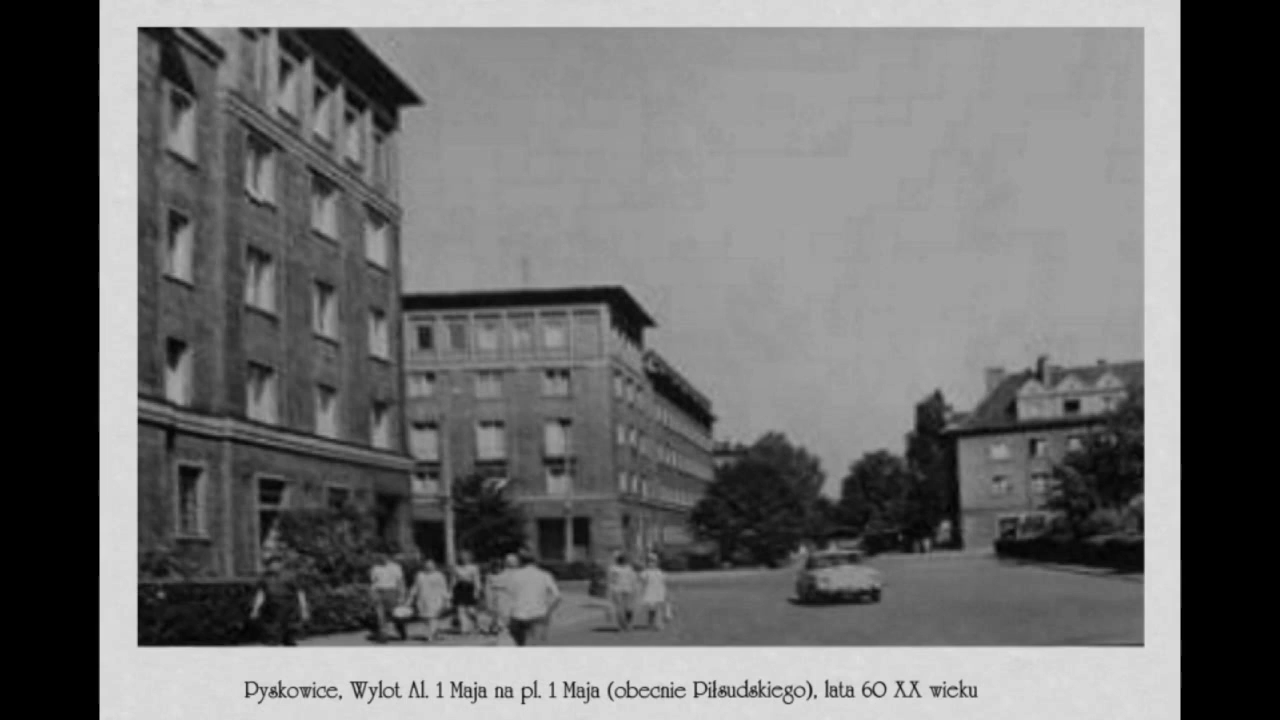 Pyskowice, Wylot Al. 1 Maja na pl. 1 Maja (obecnie Piłsudskiego), lata 60 XX wieku